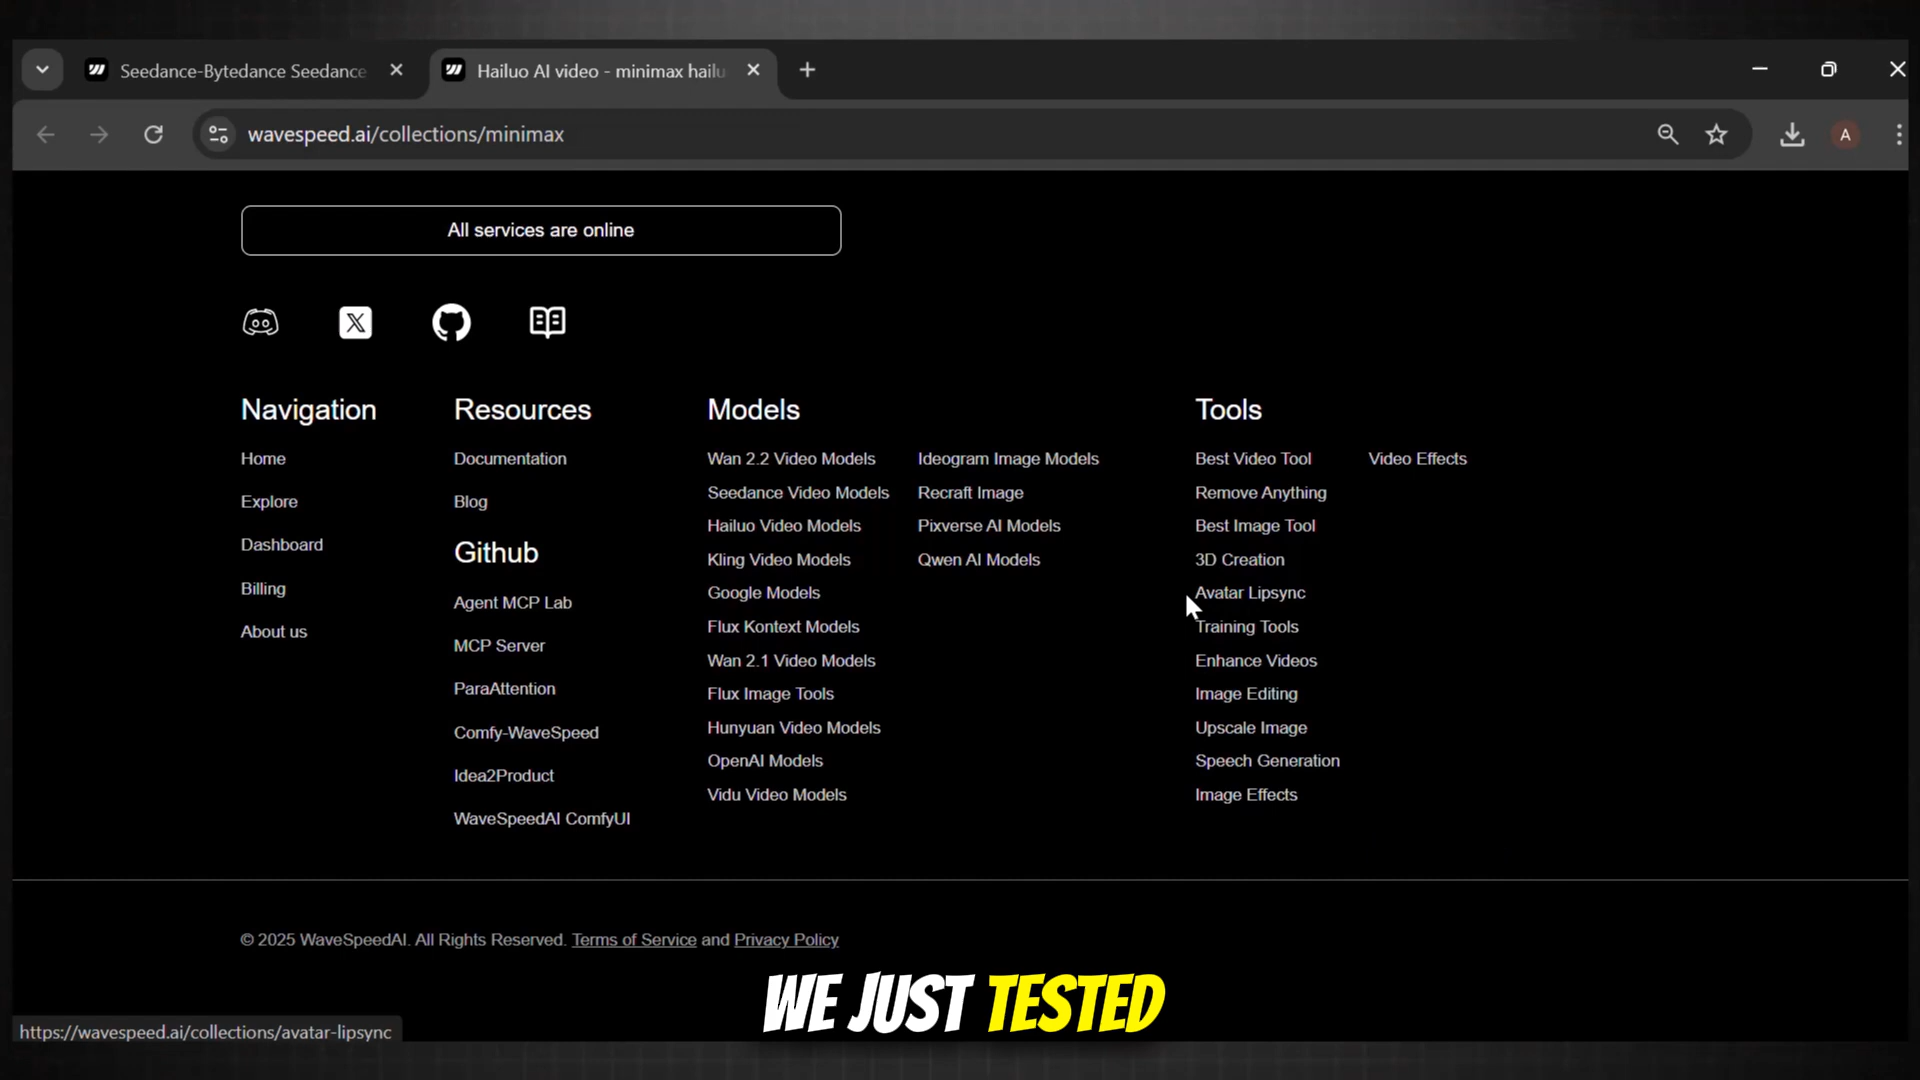 Seedance-Bytedance Seedance
Hailuo AI video - minimax hailu
wavespeed.ai/collections/minimax
A
All services are online
Navigation
Home
Explore
Dashboard
Billing
About us
Resources
Documentation
Blog
Github
Agent MCP Lab
MCP Server
ParaAttention
Comfy-WaveSpeed
Idea2Product
WaveSpeedAI ComfyUI
Models
Wan 2.2 Video Models
Seedance Video Models
Hailuo Video Models
Kling Video Models
Google Models
Flux Kontext Models
Wan 2.1 Video Models
Flux Image Tools
Hunyuan Video Models
OpenAI Models
Vidu Video Models
Ideogram Image Models
Recraft Image
Pixverse AI Models
Qwen AI Models
Tools
Best Video Tool
Remove Anything
Best Image Tool
3D Creation
Avatar Lipsync
Training Tools
Enhance Videos
Image Editing
Upscale Image
Speech Generation
Image Effects
Video Effects
© 2025 WaveSpeedAI. All Rights Reserved. Terms of Service and Privacy Policy
WE JUST TESTED
https://wavespeed.ai/collections/avatar-lipsync